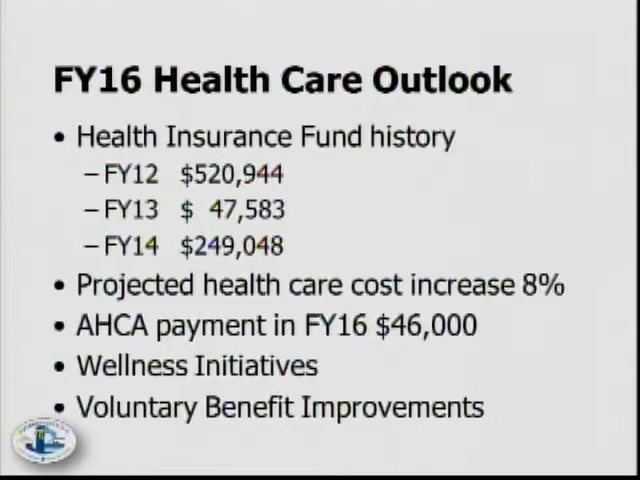 FY16 Health Care Outlook
• Health Insurance Fund history
– FY12 $520,944
– FY13 $ 47,583
– FY14 $249,048
• Projected health care cost increase 8%
• AHCA payment in FY16 $46,000
• Wellness Initiatives
• Voluntary Benefit Improvements